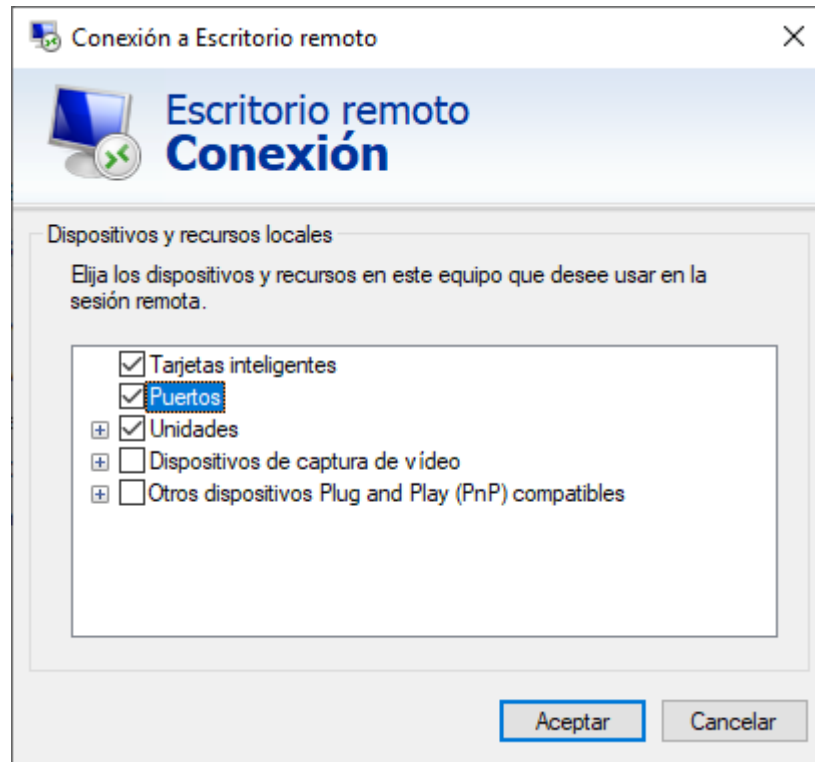 Conexión a Escritorio remoto
Escritorio remoto
Conexión
Dispositivos y recursos locales
Elija los dispositivos y recursos en este equipo que desee usar en la
sesión remota.
Tarjetas inteligentes
Puertos
Unidades
Dispositivos de captura de vídeo
Otros dispositivos Plug and Play (PnP) compatibles
Aceptar
Cancelar